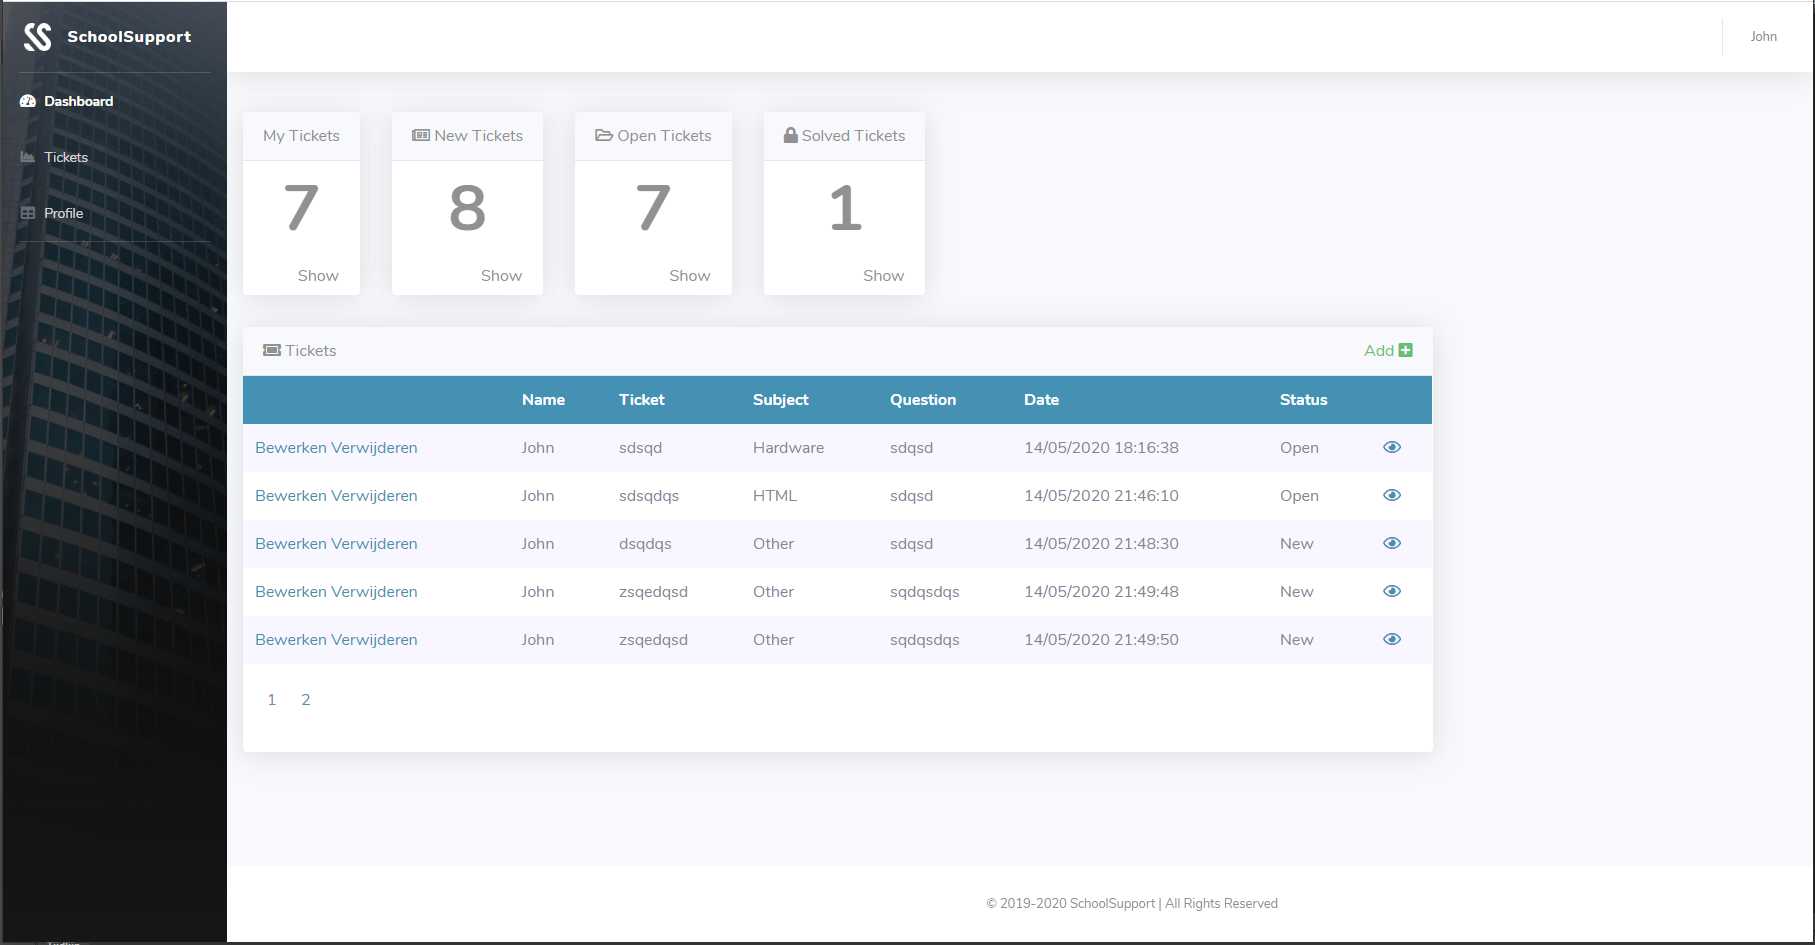 SchoolSupport
John
Dashboard
Tickets
Profile
My Tickets
7
Show
New Tickets
8
Show
Open Tickets
7
Show
Solved Tickets
1
Show
Tickets
Add
Name Ticket Subject Question Date Status
Bewerken Verwijderen John sdsqd Hardware sdqsd 14/05/2020 18:16:38 Open
Bewerken Verwijderen John sdsqdqs HTML sdqsd 14/05/2020 21:46:10 Open
Bewerken Verwijderen John dsqdqs Other sdqsd 14/05/2020 21:48:30 New
Bewerken Verwijderen John zsqedqsd Other sqdqsdqs 14/05/2020 21:49:48 New
Bewerken Verwijderen John zsqedqsd Other sqdqsdqs 14/05/2020 21:49:50 New
1 2
© 2019-2020 SchoolSupport | All Rights Reserved